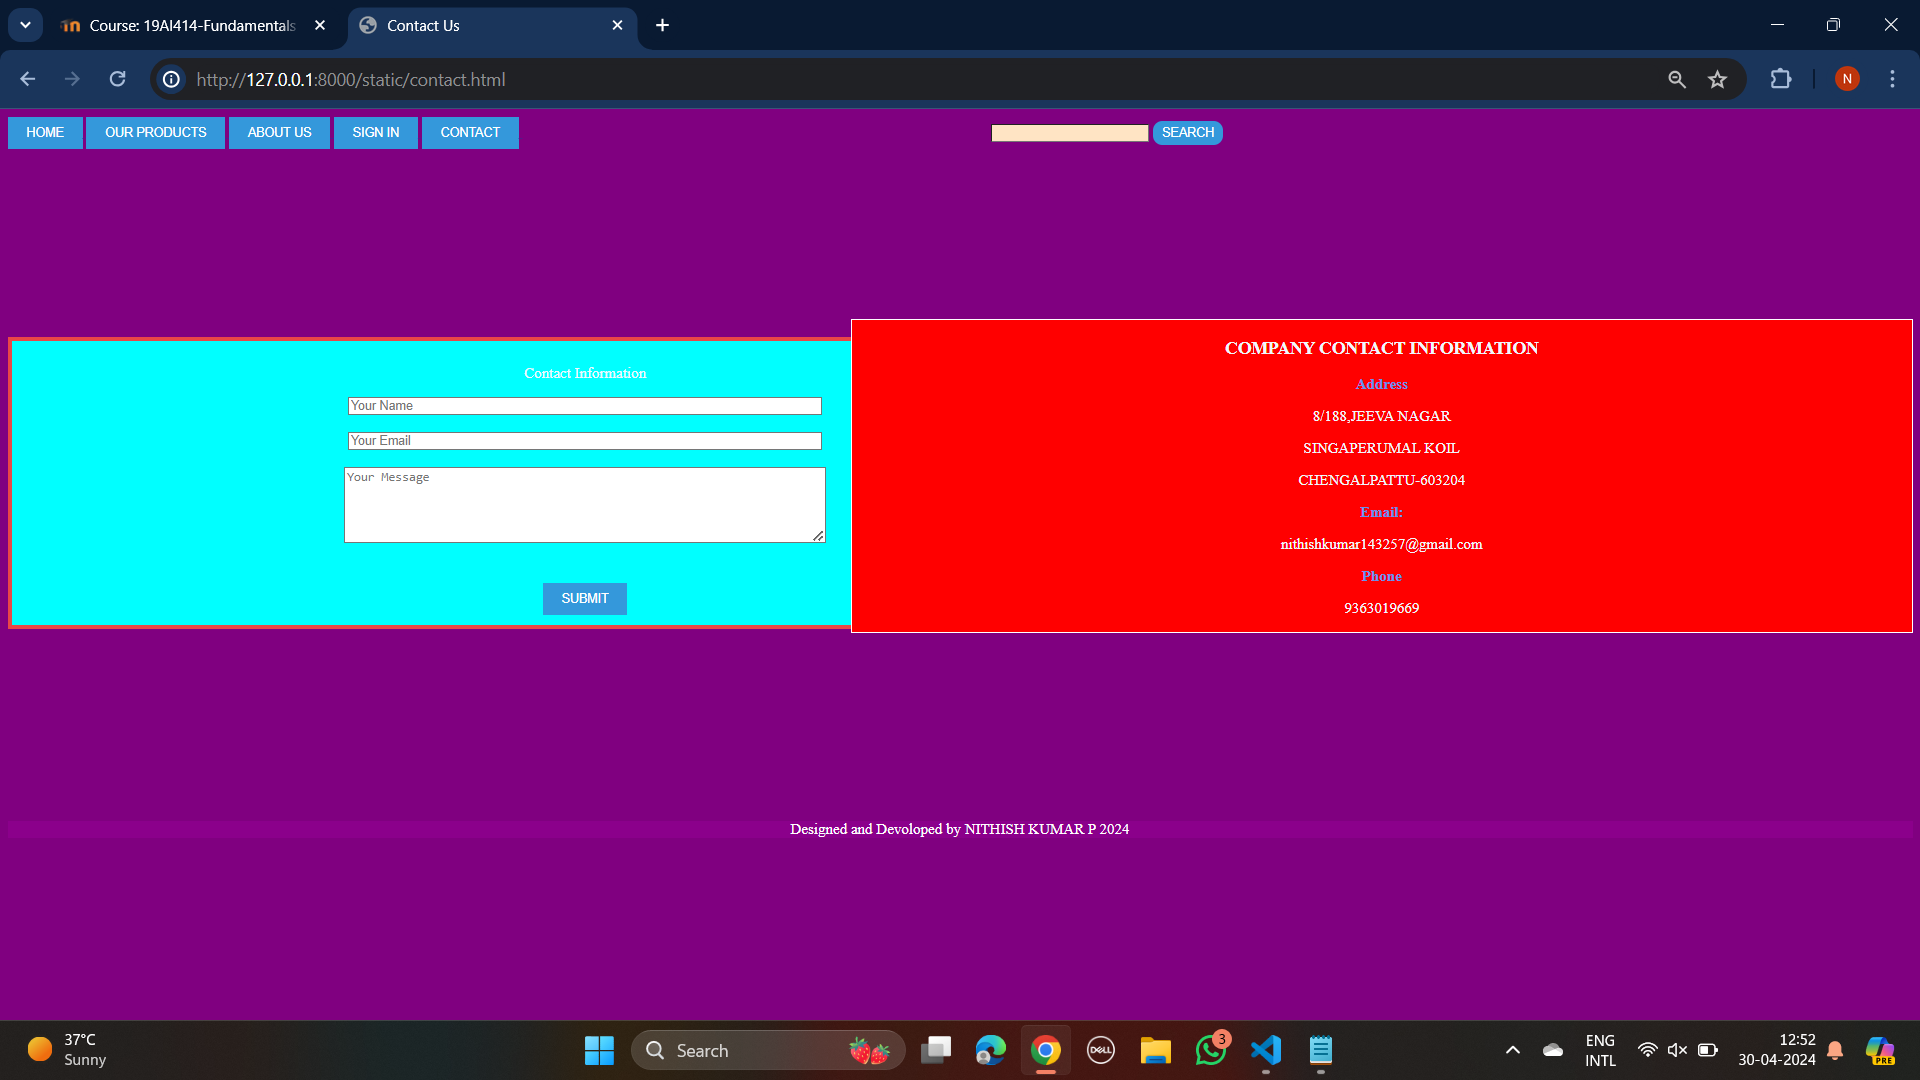 Course: 19AI414-Fundamentals
Contact Us
http://127.0.0.1:8000/static/contact.html
N
HOME
OUR PRODUCTS
ABOUT US
SIGN IN
CONTACT
SEARCH
COMPANY CONTACT INFORMATION
Contact Information
Address
Your Name
8/188,JEEVA NAGAR
Your Email
SINGAPERUMAL KOIL
Your Message
CHENGALPATTU-603204
Email:
nithishkumar143257@gmail.com
Phone
SUBMIT
9363019669
Designed and Devoloped by NITHISH KUMAR P 2024
37°C
Sunny
Search
DELL
3
ENG
INTL
12:52
30-04-2024
PRE